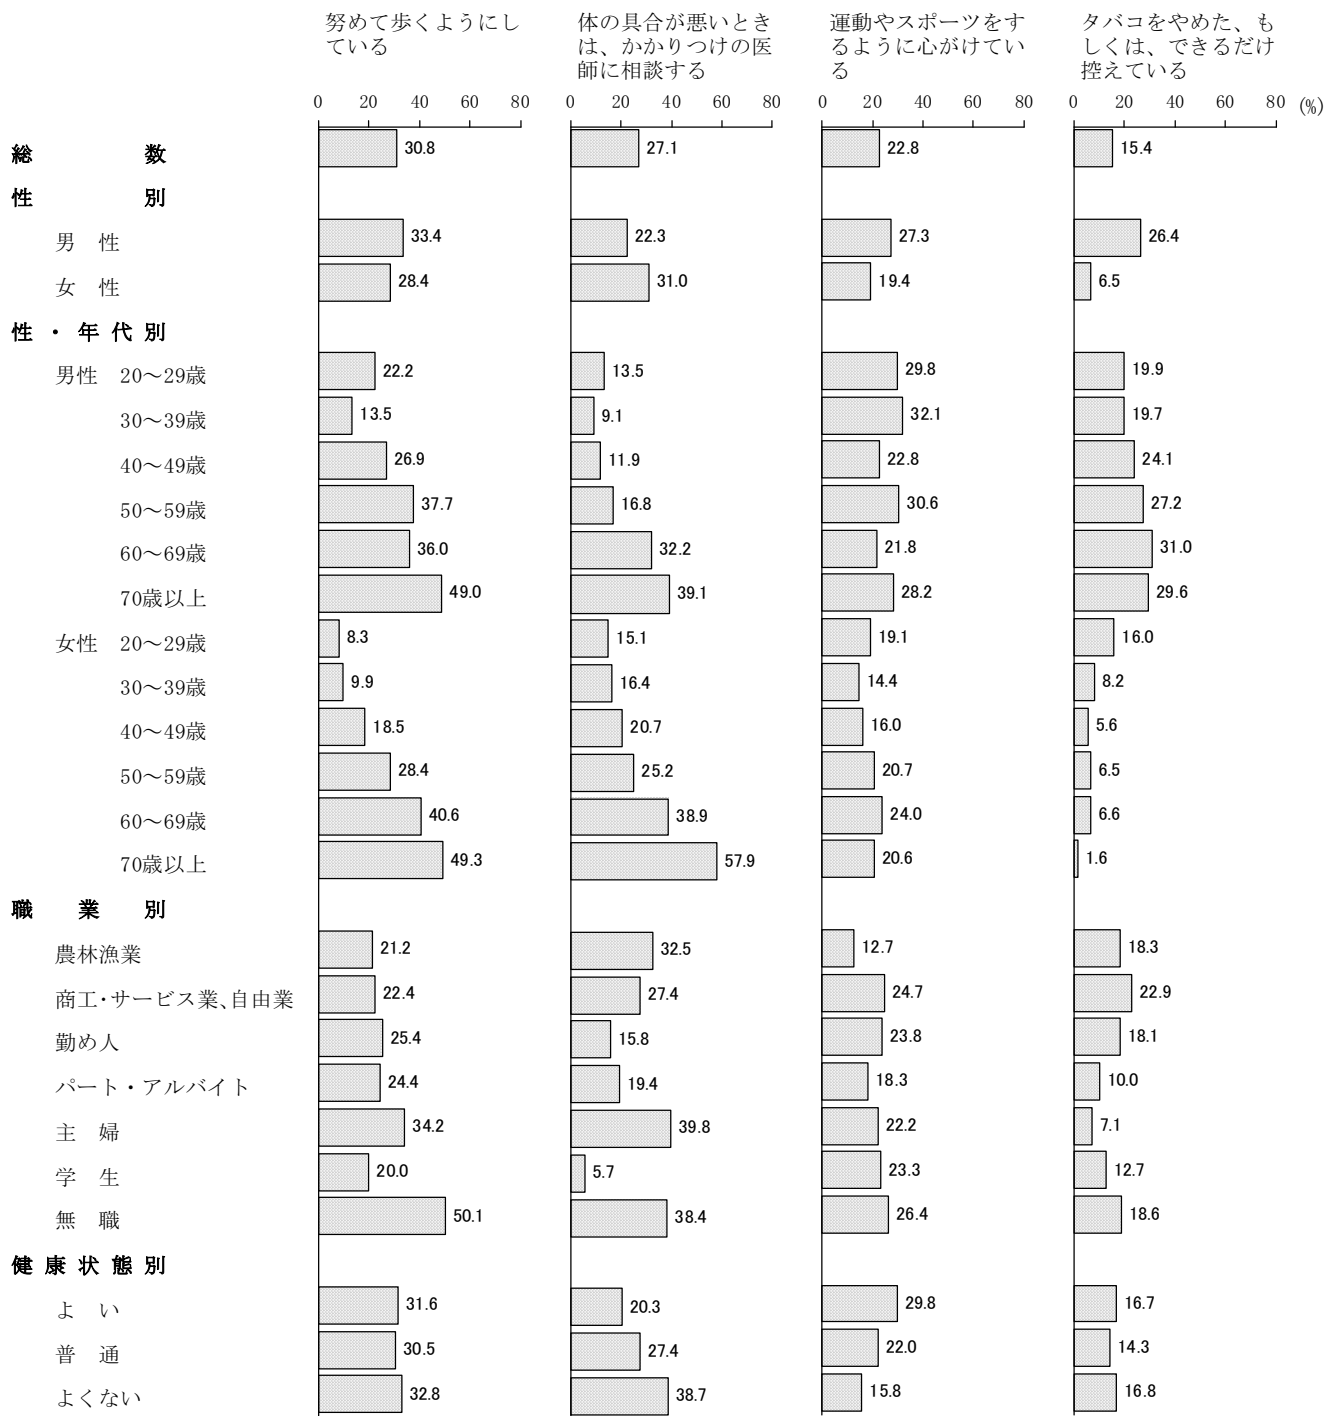 努めて歩くようにし
ている
体の具合が悪いとき
は、かかりつけの医
師に相談する
運動やスポーツをす
るように心がけてい
る
タバコをやめた、も
しくは、できるだけ
控えている
0 20 40 60 80 0 20 40 60 80 0 20 40 60 80 0 20 40 60 80 (%)
総数 30.8 27.1 22.8 15.4
性別
男性 33.4 22.3 27.3 26.4
女性 28.4 31.0 19.4 6.5
性・年代別
男性 20～29歳 22.2 13.5 29.8 19.9
30～39歳 13.5 9.1 32.1 19.7
40～49歳 26.9 11.9 22.8 24.1
50～59歳 37.7 16.8 30.6 27.2
60～69歳 36.0 32.2 21.8 31.0
70歳以上 49.0 39.1 28.2 29.6
女性 20～29歳 8.3 15.1 19.1 16.0
30～39歳 9.9 16.4 14.4 8.2
40～49歳 18.5 20.7 16.0 5.6
50～59歳 28.4 25.2 20.7 6.5
60～69歳 40.6 38.9 24.0 6.6
70歳以上 49.3 57.9 20.6 1.6
職業別
農林漁業 21.2 32.5 12.7 18.3
商工・サービス業、自由業 22.4 27.4 24.7 22.9
勤め人 25.4 15.8 23.8 18.1
パート・アルバイト 24.4 19.4 18.3 10.0
主婦 34.2 39.8 22.2 7.1
学生 20.0 5.7 23.3 12.7
無職 50.1 38.4 26.4 18.6
健康状態別
よい 31.6 20.3 29.8 16.7
普通 30.5 27.4 22.0 14.3
よくない 32.8 38.7 15.8 16.8